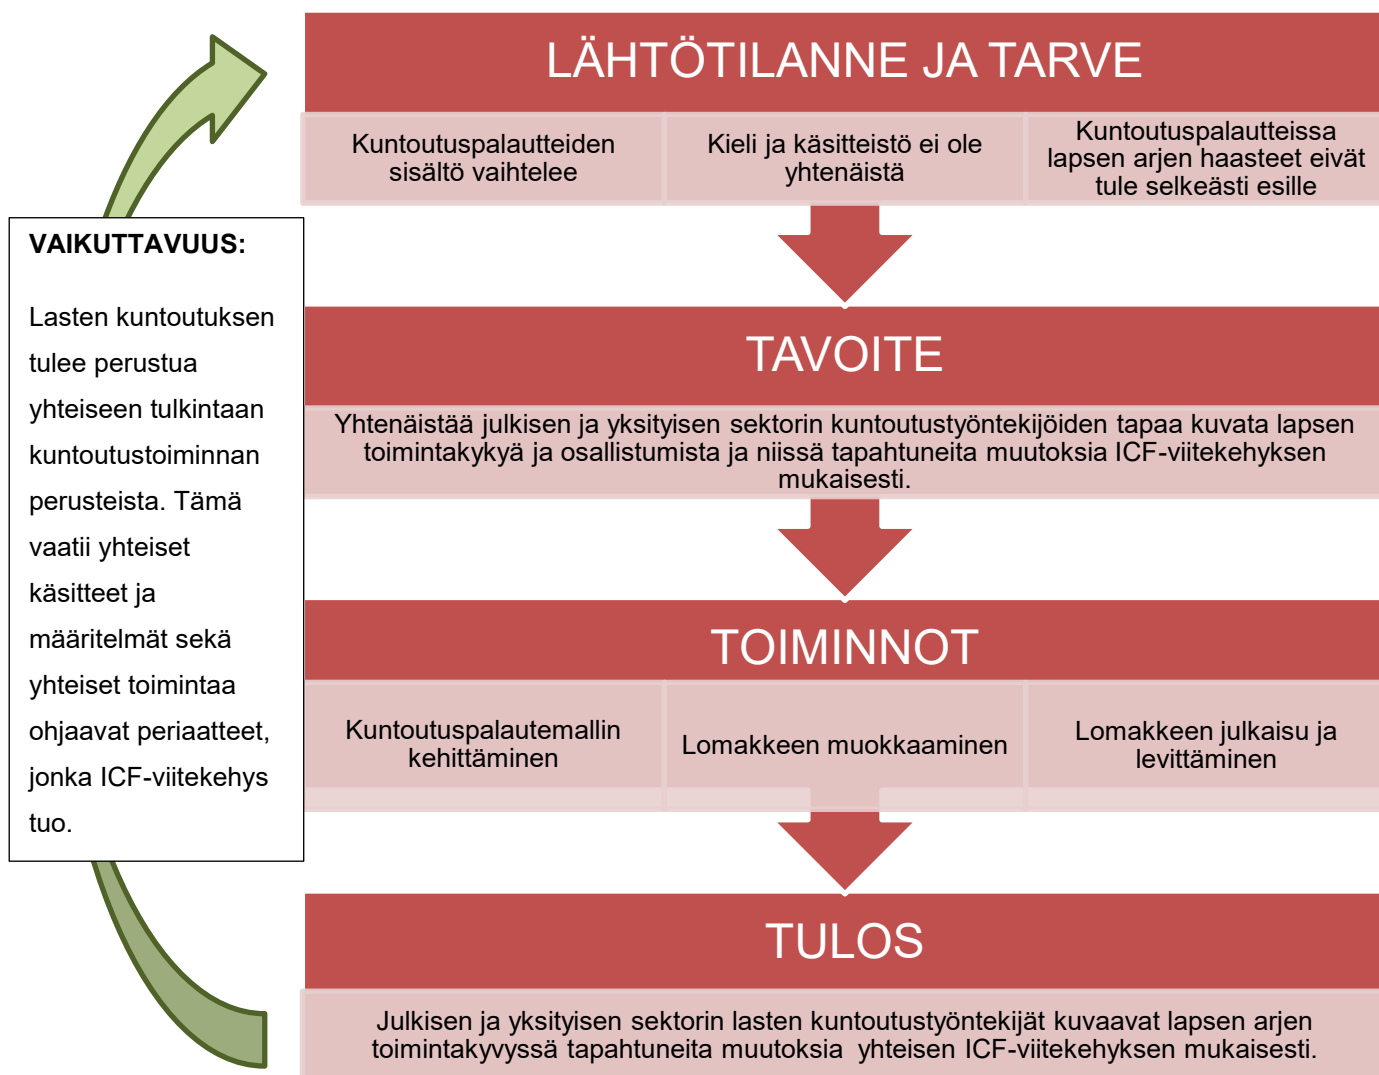 LÄHTÖTILANNE JA TARVE
Kuntoutuspalautteiden
sisältö vaihtelee
Kieli ja käsitteistö ei ole
yhtenäistä
Kuntoutuspalautteissa
lapsen arjen haasteet eivät
tule selkeästi esille
VAIKUTTAVUUS:
Lasten kuntoutuksen
tulee perustua
yhteiseen tulkintaan
kuntoutustoiminnan
perusteista. Tämä
vaatii yhteiset
käsitteet ja
määritelmät sekä
yhteiset toimintaa
ohjaavat periaatteet,
jonka ICF-viitekehys
tuo.
TAVOITE
Yhtenäistää julkisen ja yksityisen sektorin kuntoutustyöntekijöiden tapaa kuvata lapsen
toimintakykyä ja osallistumista ja niissä tapahtuneita muutoksia ICF-viitekehyksen
mukaisesti.
TOIMINNOT
Kuntoutuspalautemallin
kehittäminen
Lomakkeen muokkaaminen
Lomakkeen julkaisu ja
levittäminen
TULOS
Julkisen ja yksityisen sektorin lasten kuntoutustyöntekijät kuvaavat lapsen arjen
toimintakyvyssä tapahtuneita muutoksia  yhteisen ICF-viitekehyksen mukaisesti.